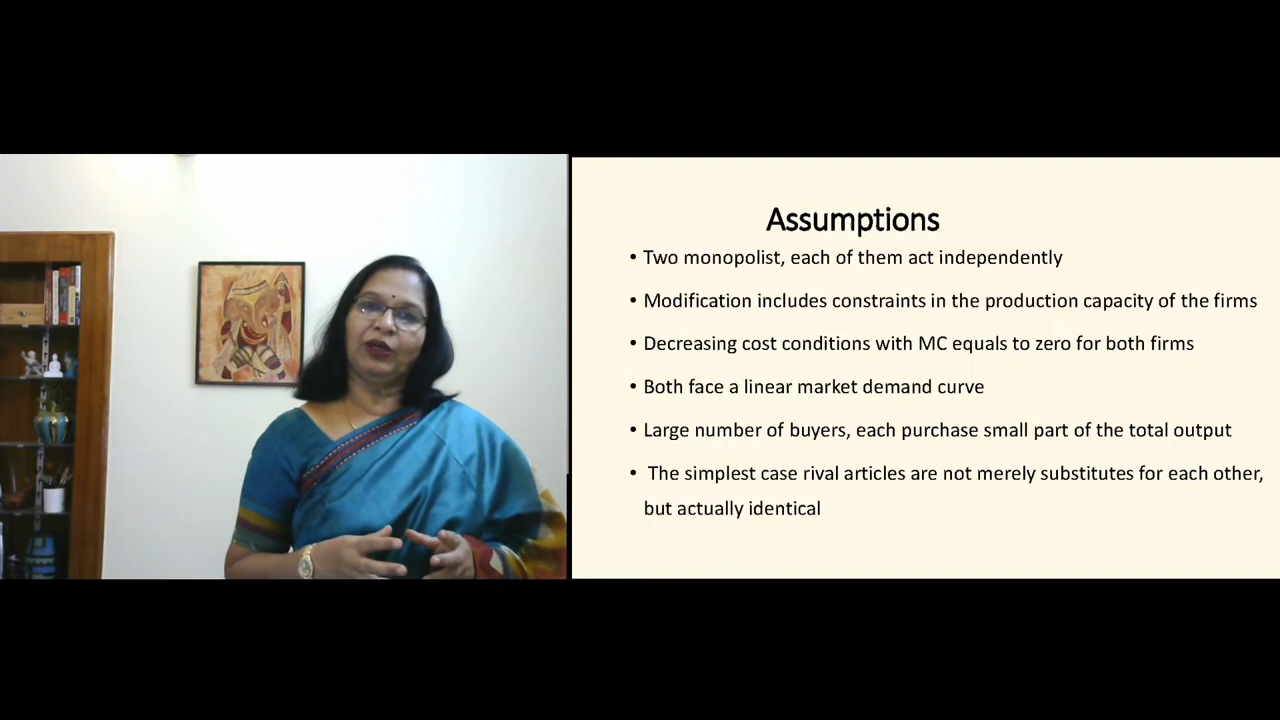 Assumptions
• Two monopolist, each of them act independently
• Modification includes constraints in the production capacity of the firms
• Decreasing cost conditions with MC equals to zero for both firms
• Both face a linear market demand curve
• Large number of buyers, each purchase small part of the total output
• The simplest case rival articles are not merely substitutes for each other,
but actually identical